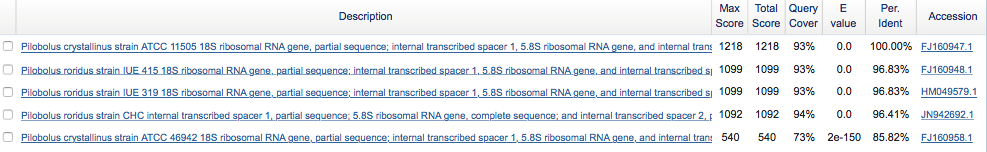 Description Max Score Total Score Query Cover E value Per. Ident Accession
Pilobolus crystallinus strain ATCC 11505 18S ribosomal RNA gene, partial sequence; internal transcribed spacer 1, 5.8S ribosomal RNA gene, and internal trans 1218 1218 93% 0.0 100.00% FJ160947.1
Pilobolus roridus strain IUE 415 18S ribosomal RNA gene, partial sequence; internal transcribed spacer 1, 5.8S ribosomal RNA gene, and internal transcribed s 1099 1099 93% 0.0 96.83% FJ160948.1
Pilobolus roridus strain IUE 319 18S ribosomal RNA gene, partial sequence; internal transcribed spacer 1, 5.8S ribosomal RNA gene, and internal transcribed s 1099 1099 93% 0.0 96.83% HM049579.1
Pilobolus roridus strain CHC internal transcribed spacer 1, partial sequence; 5.8S ribosomal RNA gene, complete sequence; and internal transcribed spacer 2, p 1092 1092 94% 0.0 96.41% JN942692.1
Pilobolus crystallinus strain ATCC 46942 18S ribosomal RNA gene, partial sequence; internal transcribed spacer 1, 5.8S ribosomal RNA gene, and internal trans 540 540 73% 2e-150 85.82% FJ160958.1